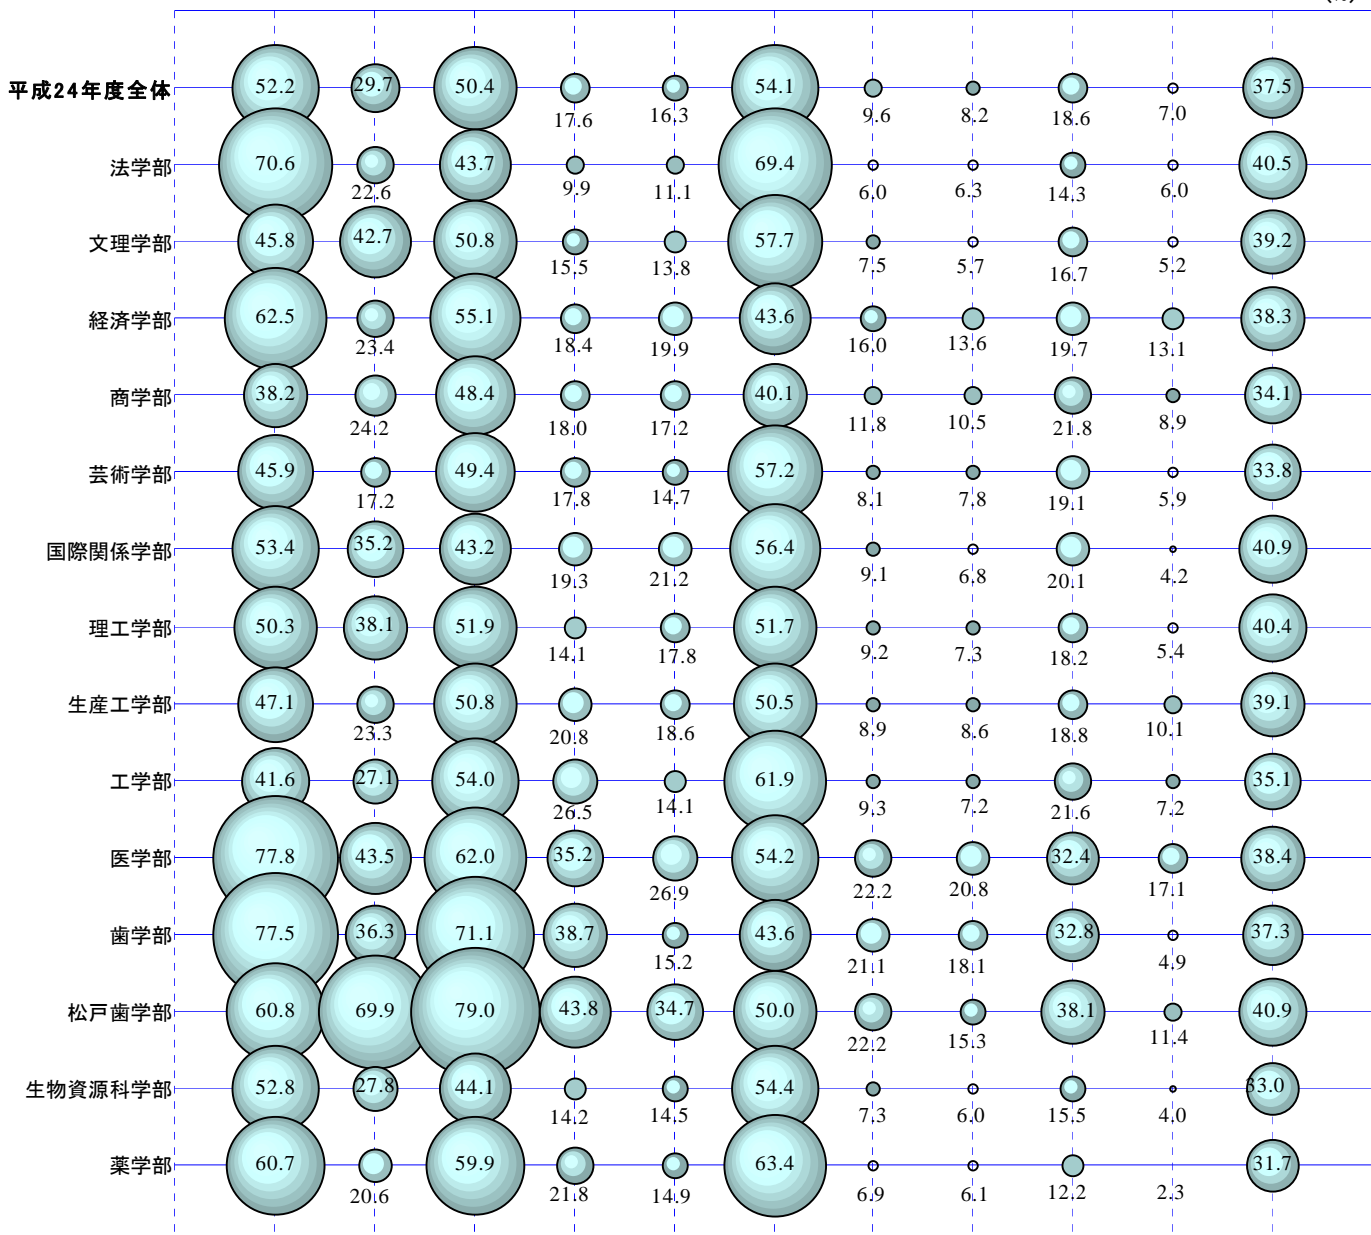 平成24年度全体 52.2 29.7 50.4 17.6 16.3 54.1 9.6 8.2 18.6 7.0 37.5
法学部 70.6 22.6 43.7 9.9 11.1 69.4 6.0 6.3 14.3 6.0 40.5
文理学部 45.8 42.7 50.8 15.5 13.8 57.7 7.5 5.7 16.7 5.2 39.2
経済学部 62.5 23.4 55.1 18.4 19.9 43.6 16.0 13.6 19.7 13.1 38.3
商学部 38.2 24.2 48.4 18.0 17.2 40.1 11.8 10.5 21.8 8.9 34.1
芸術学部 45.9 17.2 49.4 17.8 14.7 57.2 8.1 7.8 19.1 5.9 33.8
国際関係学部 53.4 35.2 43.2 19.3 21.2 56.4 9.1 6.8 20.1 4.2 40.9
理工学部 50.3 38.1 51.9 14.1 17.8 51.7 9.2 7.3 18.2 5.4 40.4
生産工学部 47.1 23.3 50.8 20.8 18.6 50.5 8.9 8.6 18.8 10.1 39.1
工学部 41.6 27.1 54.0 26.5 14.1 61.9 9.3 7.2 21.6 7.2 35.1
医学部 77.8 43.5 62.0 35.2 26.9 54.2 22.2 20.8 32.4 17.1 38.4
歯学部 77.5 36.3 71.1 38.7 15.2 43.6 21.1 18.1 32.8 4.9 37.3
松戸歯学部 60.8 69.9 79.0 43.8 34.7 50.0 22.2 15.3 38.1 11.4 40.9
生物資源科学部 52.8 27.8 44.1 14.2 14.5 54.4 7.3 6.0 15.5 4.0 33.0
薬学部 60.7 20.6 59.9 21.8 14.9 63.4 6.9 6.1 12.2 2.3 31.7